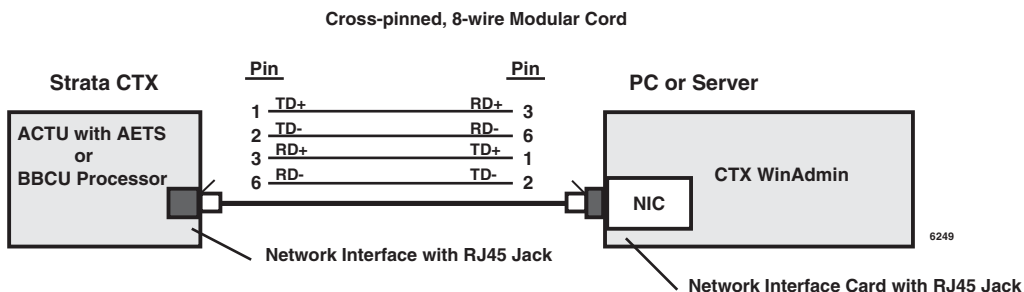 Cross-pinned, 8-wire Modular Cord
Pin
Pin
Strata CTX
PC or Server
1 TD+ RD+ 3
2 TD- RD- 6
3 RD+ TD+ 1
6 RD- TD- 2
ACTU with AETS
or
BBCU Processor
CTX WinAdmin
NIC
6249
Network Interface with RJ45 Jack
Network Interface Card with RJ45 Jack